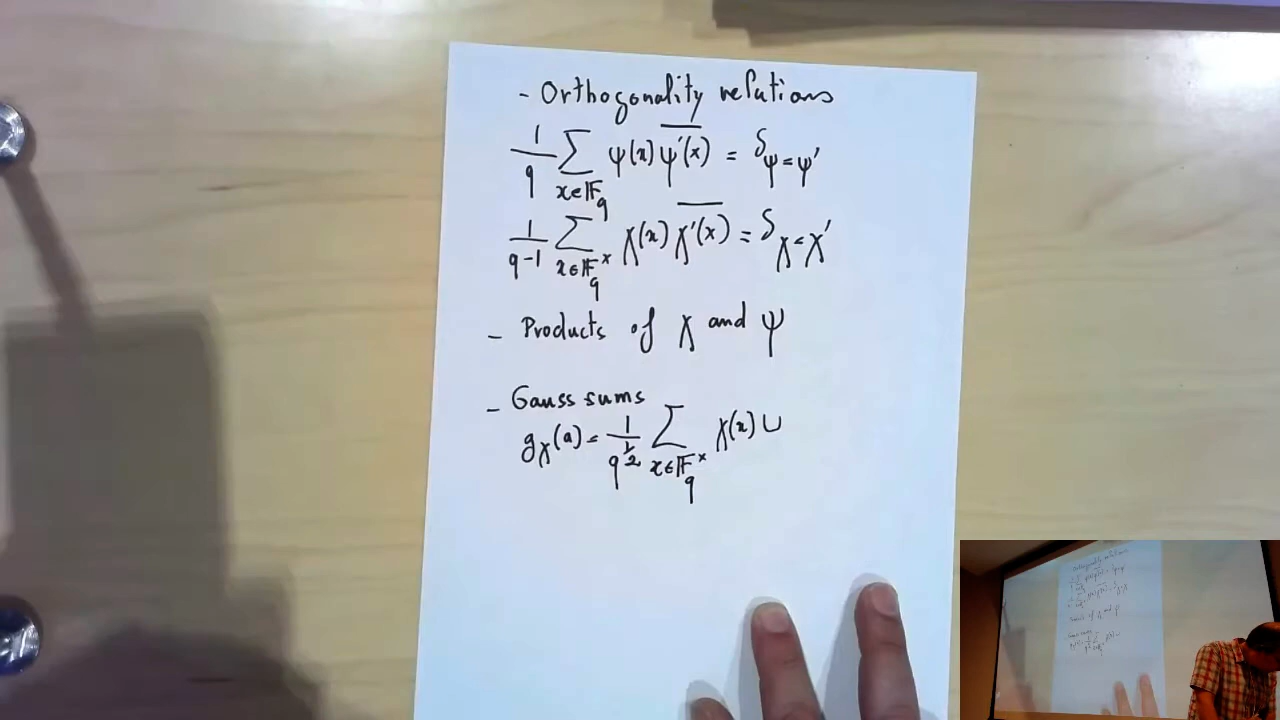 - Orthogonality relations
1/q ∑_{x∈𝔽_q} ψ(x) \overline{ψ'(x)} = δ_{ψ=ψ'}
1/(q-1) ∑_{x∈𝔽_q^×} χ(x) \overline{χ'(x)} = δ_{χ=χ'}
- Products of χ and ψ
- Gauss sums
g_χ(a) = 1/q^{1/2} ∑_{x∈𝔽_q^×} χ(x) ∪